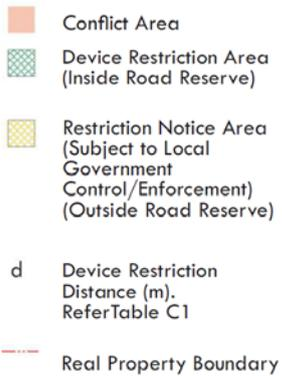 Conflict Area
Device Restriction Area
(Inside Road Reserve)
Restriction Notice Area
(Subject to Local
Government
Control/Enforcement)
(Outside Road Reserve)
d Device Restriction
Distance (m).
ReferTable C1
Real Property Boundary